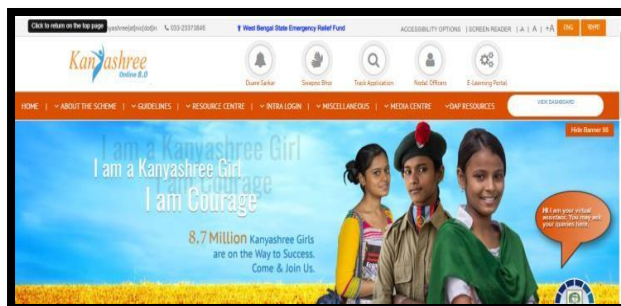 Click to return on the top page
033-23373846
West Bengal State Emergency Relief Fund
ACCESSIBILITY OPTIONS | SCREEN READER | -A | A | +A
ENG
বাংলা
Kanyashree
Online 8.0
Duare Sarkar
Swapno Bhor
Track Application
Nodal Officers
E-Learning Portal
HOME | ABOUT THE SCHEME | GUIDELINES | RESOURCE CENTRE | INTRA LOGIN | MISCELLANEOUS | MEDIA CENTRE DAP RESOURCES
VIEW DASHBOARD
I am a Kanyashree Girl
I am Courage
8.7 Million Kanyashree Girls
are on the Way to Success.
Come & Join Us.
Hi I am your virtual
assistant. You may ask
your queries here.